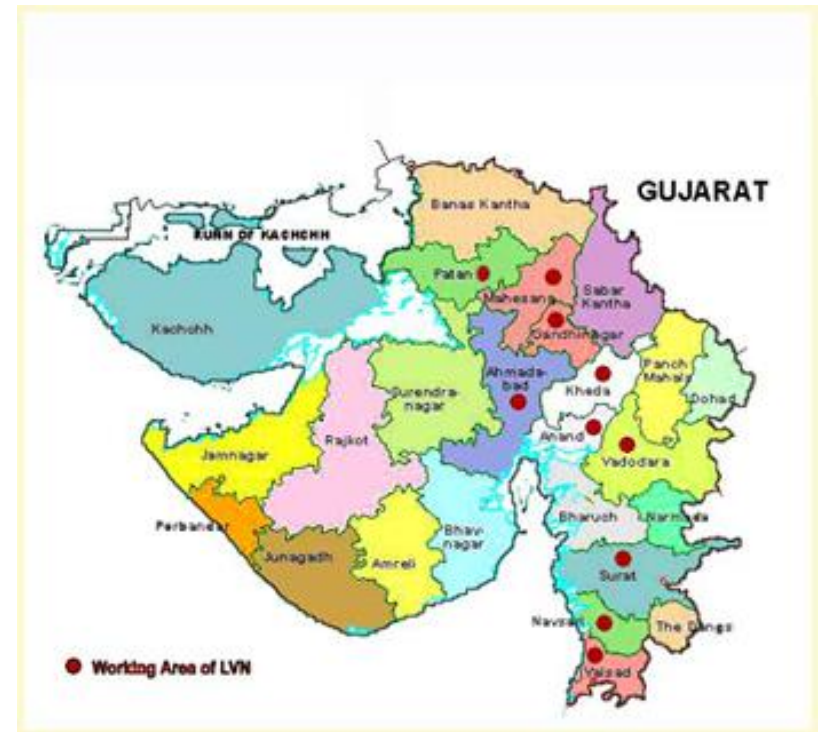 GUJARAT
Banas Kantha
RUNN OF KACHCHH
Patan
Mahesana
Sabar
Kantha
Kachchh
Gandhinagar
Ahmada-
bad
Panch
Mahals
Surendra-
nagar
Kheda
Dohad
Anand
Rajkot
Jamnagar
Vadodara
Bharuch
Narmada
Porbandar
Bhav-
nagar
Junagadh
Amreli
Surat
Navsari
The Dangs
Valsad
Working Area of LVN